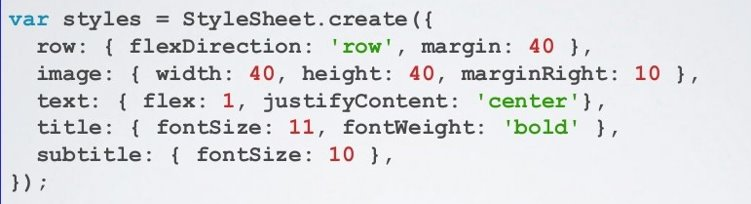 var styles = StyleSheet.create({
  row: { flexDirection: 'row', margin: 40 },
  image: { width: 40, height: 40, marginRight: 10 },
  text: { flex: 1, justifyContent: 'center'},
  title: { fontSize: 11, fontWeight: 'bold' },
  subtitle: { fontSize: 10 },
});